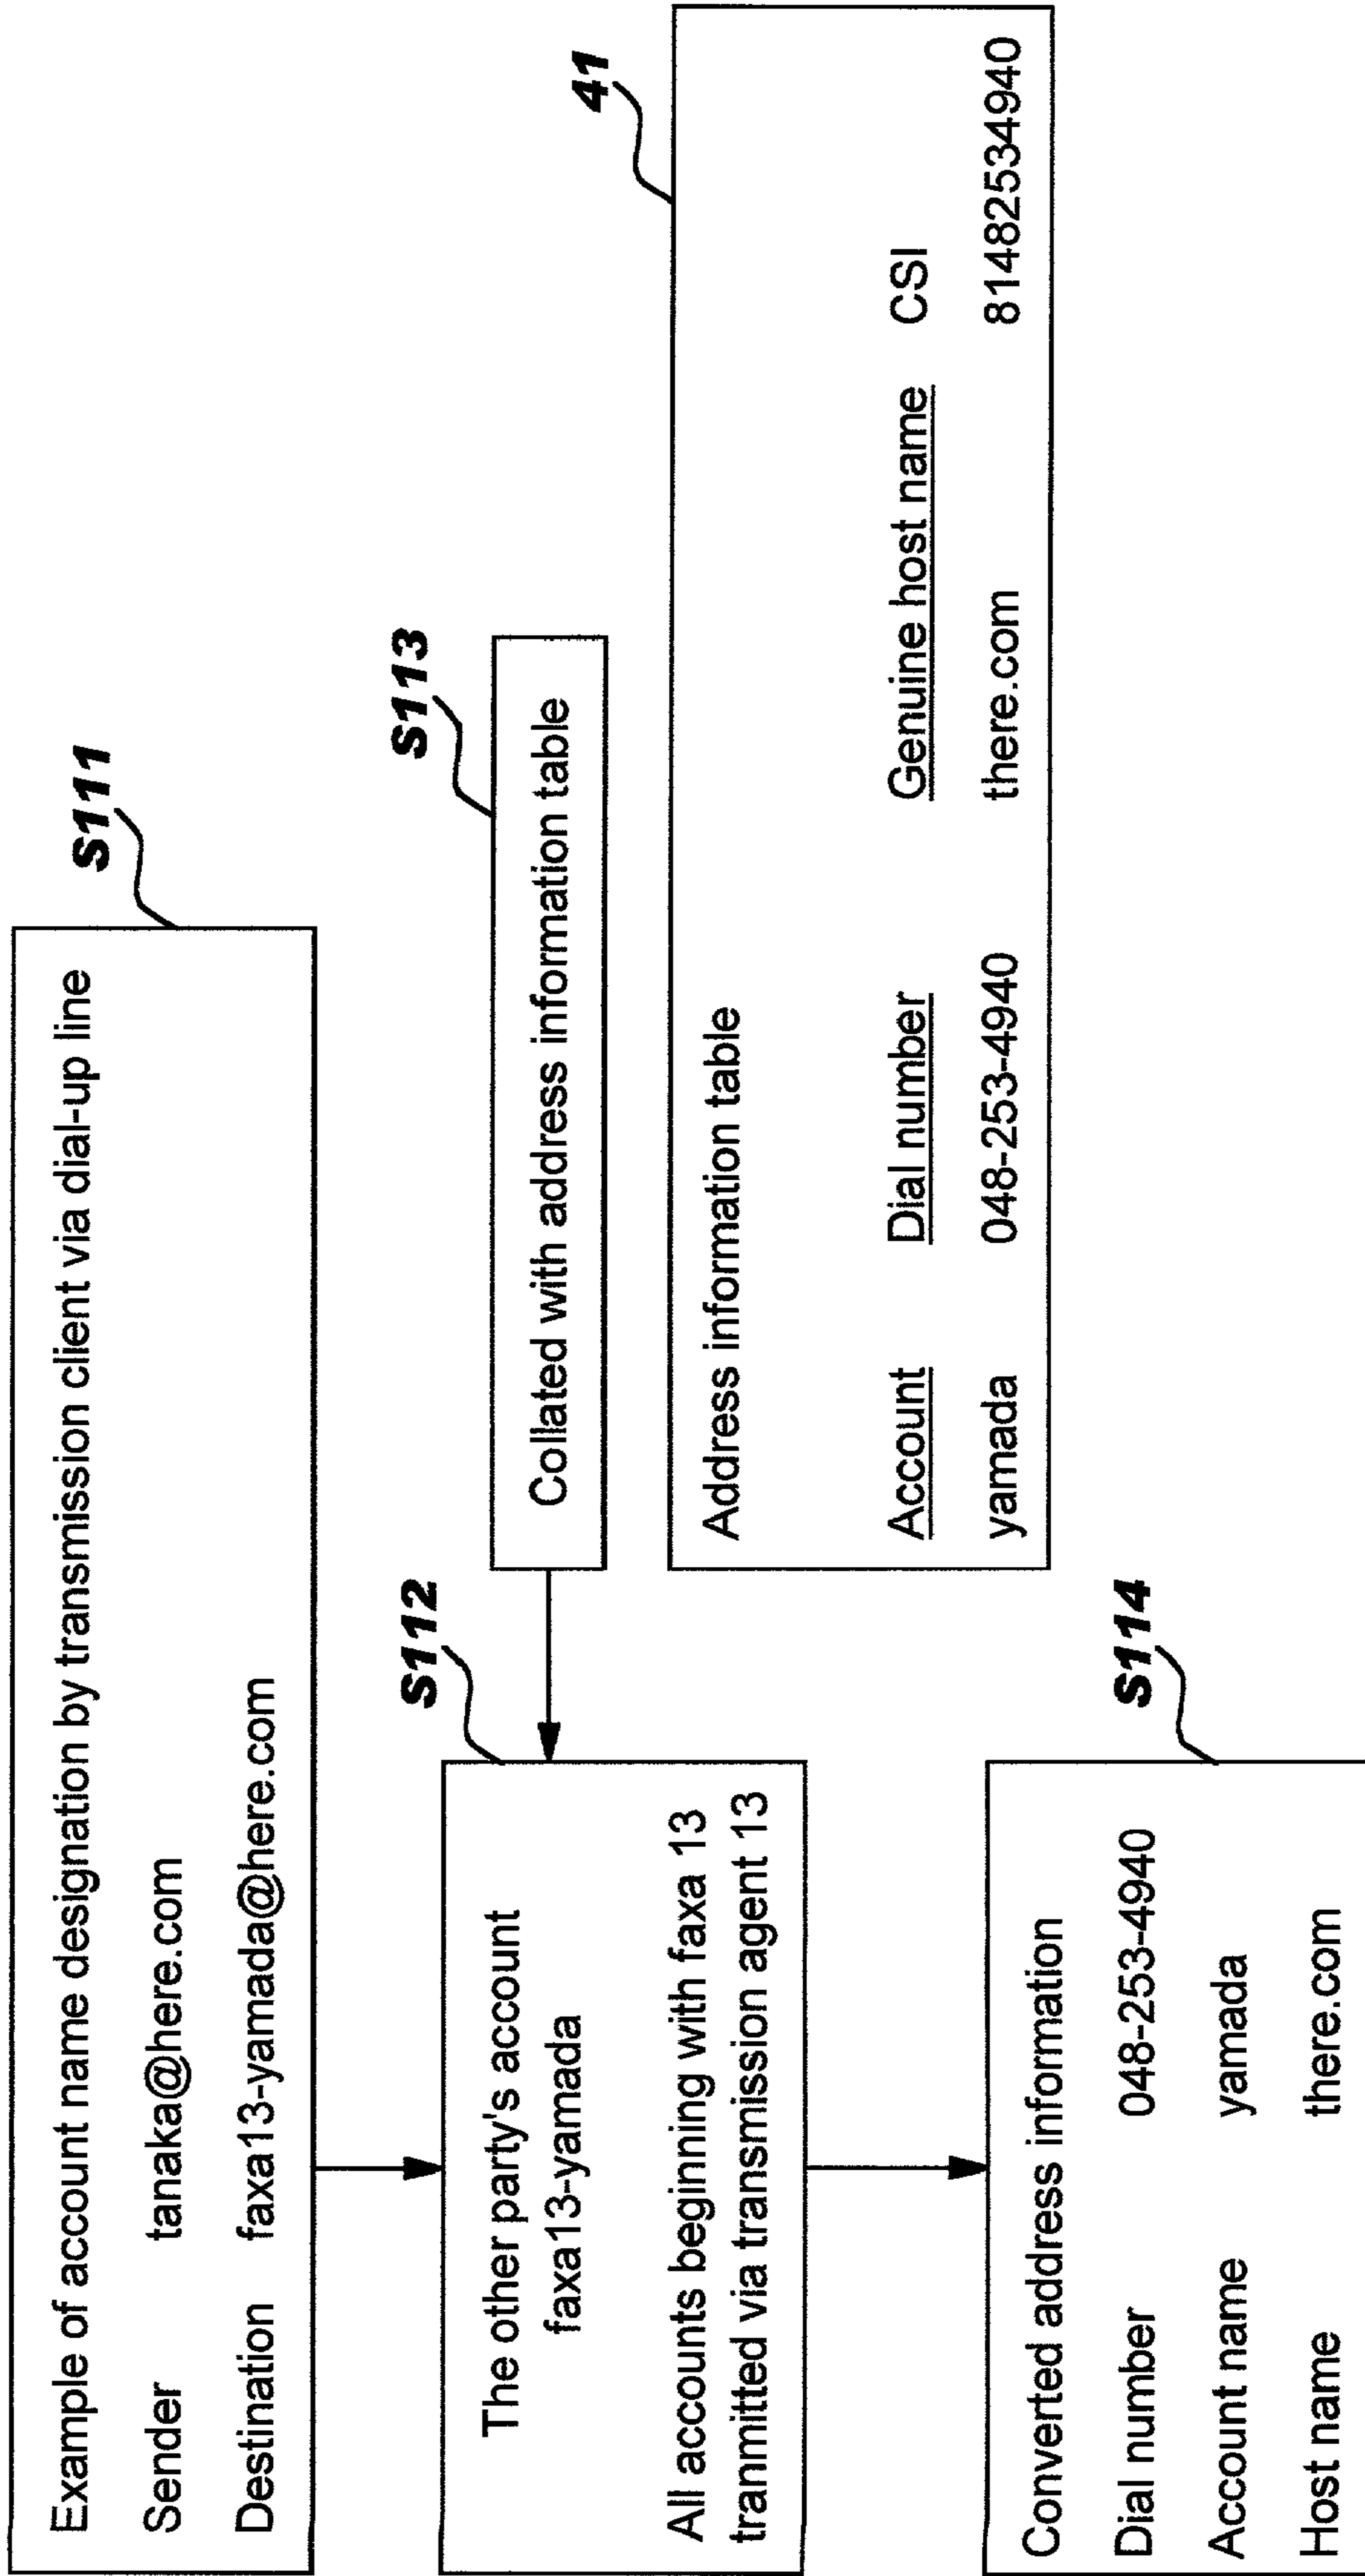 S111
Example of account name designation by transmission client via dial-up line
Sender tanaka@here.com
Destination faxa13-yamada@here.com
S112
The other party's account
faxa13-yamada
All accounts beginning with faxa 13
tranmitted via transmission agent 13
S113
Collated with address information table
41
Address information table
Account Dial number Genuine host name CSI
yamada 048-253-4940 there.com 81482534940
S114
Converted address information
Dial number 048-253-4940
Account name yamada
Host name there.com